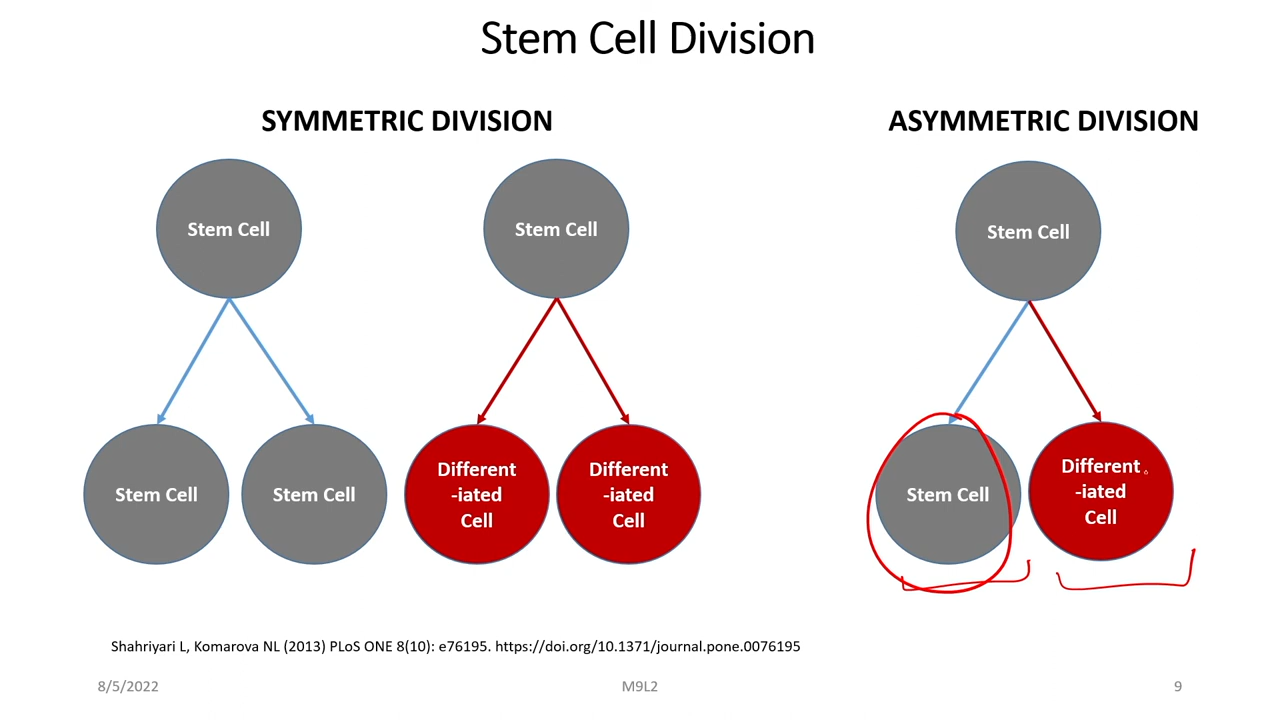 Stem Cell Division
SYMMETRIC DIVISION
ASYMMETRIC DIVISION
Stem Cell
Stem Cell
Stem Cell
Stem Cell
Stem Cell
Different
-iated
Cell
Different
-iated
Cell
Stem Cell
Different
-iated
Cell
Shahriyari L, Komarova NL (2013) PLoS ONE 8(10): e76195. https://doi.org/10.1371/journal.pone.0076195
8/5/2022
M9L2
9